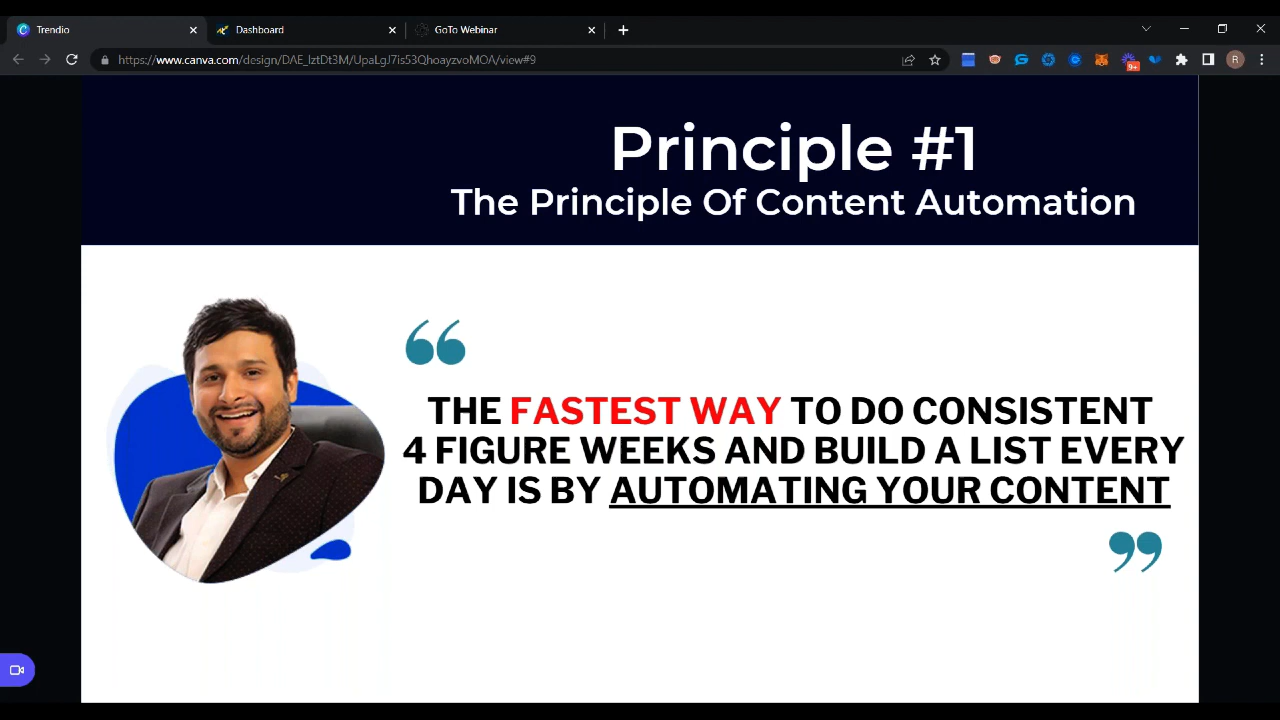 Trendio
Dashboard
GoTo Webinar
https://www.canva.com/design/DAE_lztDt3M/UpaLgJ7is53QhoayzvoMOA/view#9
9+
R
Principle #1
The Principle Of Content Automation
THE FASTEST WAY TO DO CONSISTENT
4 FIGURE WEEKS AND BUILD A LIST EVERY
DAY IS BY AUTOMATING YOUR CONTENT